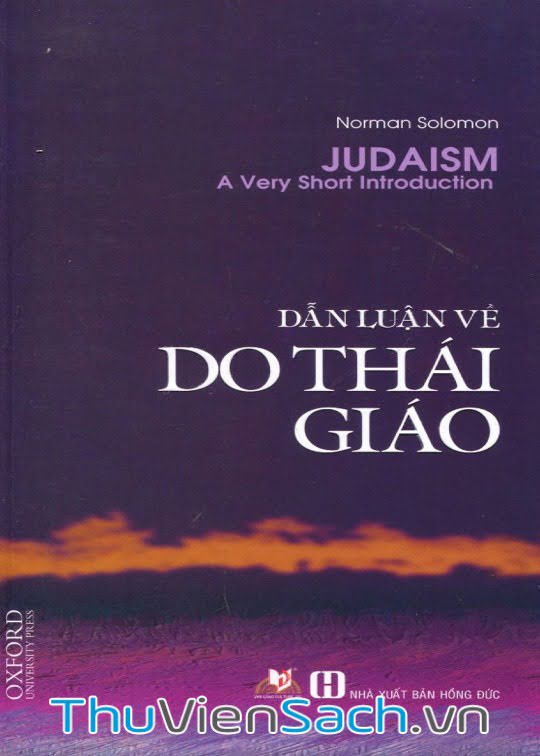 Norman Solomon
JUDAISM
A Very Short Introduction
DẪN LUẬN VỀ
DO THÁI
GIÁO
OXFORD
UNIVERSITY PRESS
NHÀ XUẤT BẢN HỒNG ĐỨC
ThuVienSach.vn